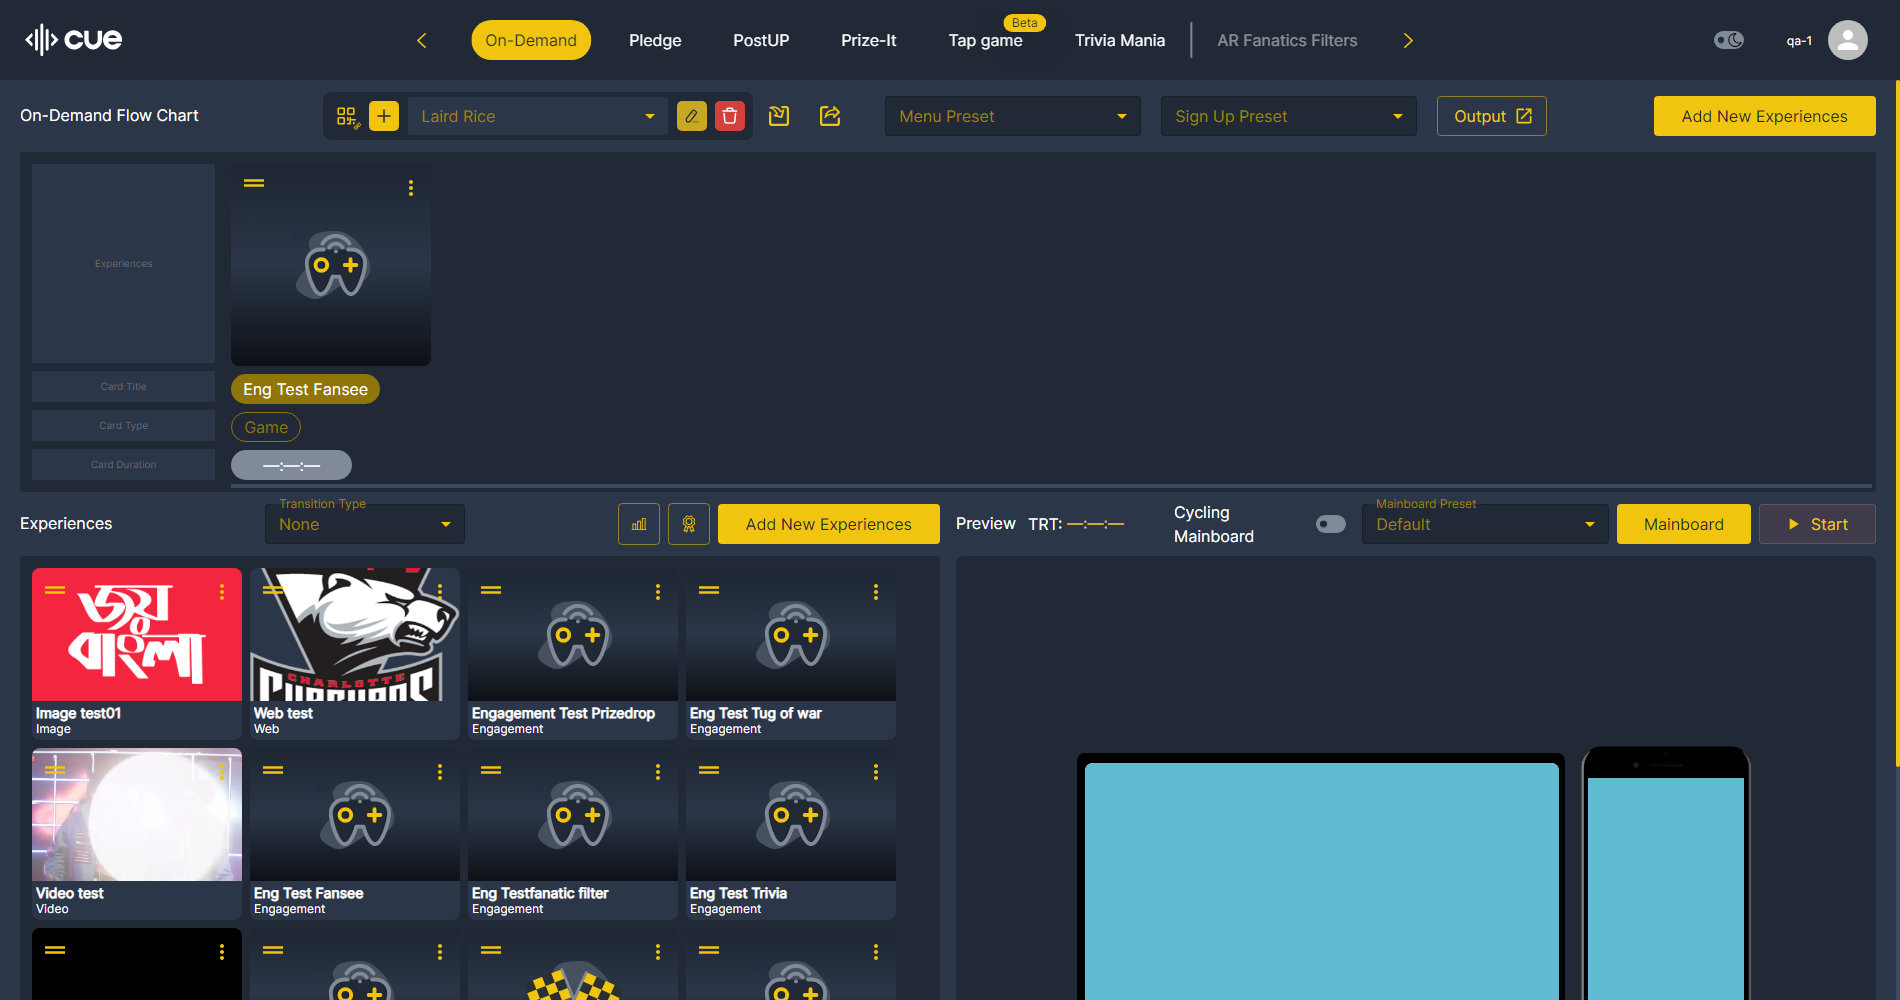 cue
On-Demand
Pledge
PostUP
Prize-It
Tap game
Beta
Trivia Mania
AR Fanatics Filters
qa-1
On-Demand Flow Chart
Laird Rice
Menu Preset
Sign Up Preset
Output
Add New Experiences
Experiences
Card Title
Card Type
Card Duration
Eng Test Fansee
Game
—:—:—
Experiences
Transition Type
None
Add New Experiences
Preview
TRT: —:—:—
Cycling
Mainboard
Mainboard Preset
Default
Mainboard
Start
জয়
বাংলা
Image test01
Image
CHARLOTTE
Web test
Web
Engagement Test Prizedrop
Engagement
Eng Test Tug of war
Engagement
Video test
Video
Eng Test Fansee
Engagement
Eng Testfanatic filter
Engagement
Eng Test Trivia
Engagement